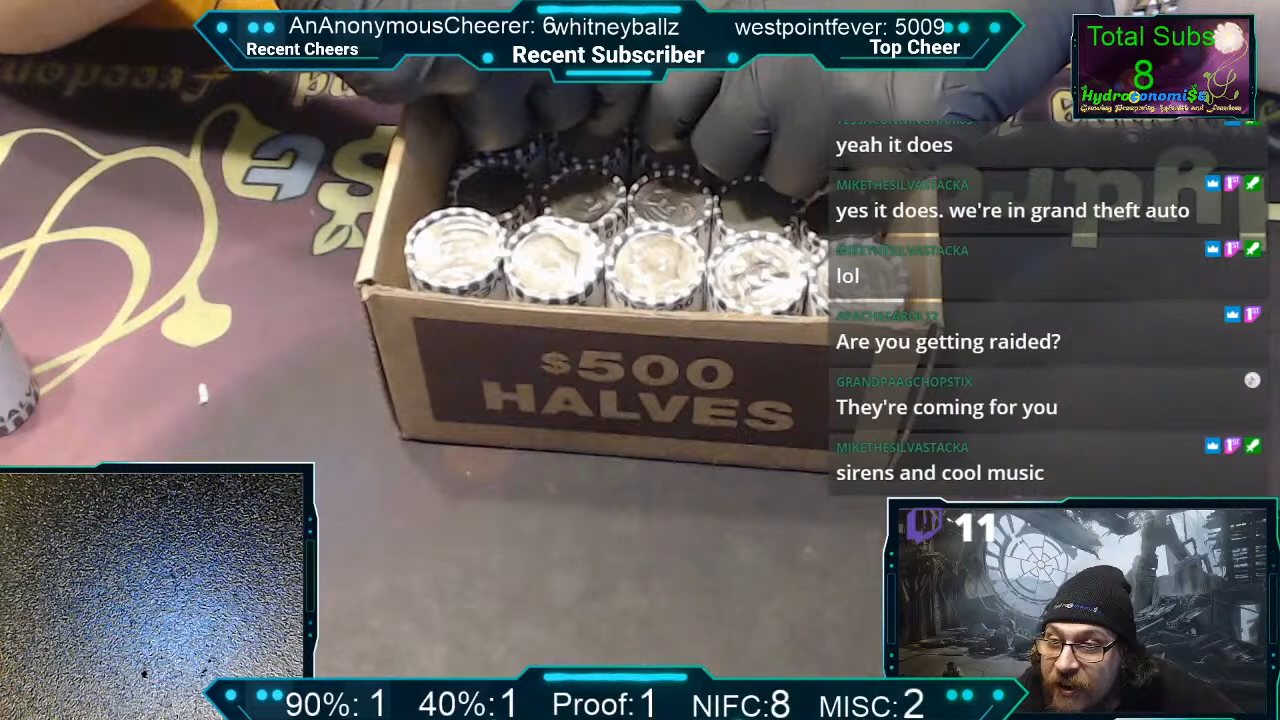 AnAnonymousCheerer: 6
Recent Cheers
whitneyballz
Recent Subscriber
westpointfever: 5009
Top Cheer
Total Subs
8
Hydroconomi$e
yeah it does
MIKETHESILVASTACKA
yes it does. we're in grand theft auto
MIKETHESILVASTACKA
lol
Are you getting raided?
GRANDPAAGCHOPSTIX
They're coming for you
MIKETHESILVASTACKA
sirens and cool music
$500
HALVES
11
90%: 1
40%:1
Proof:1
NIFC:8
MISC: 2